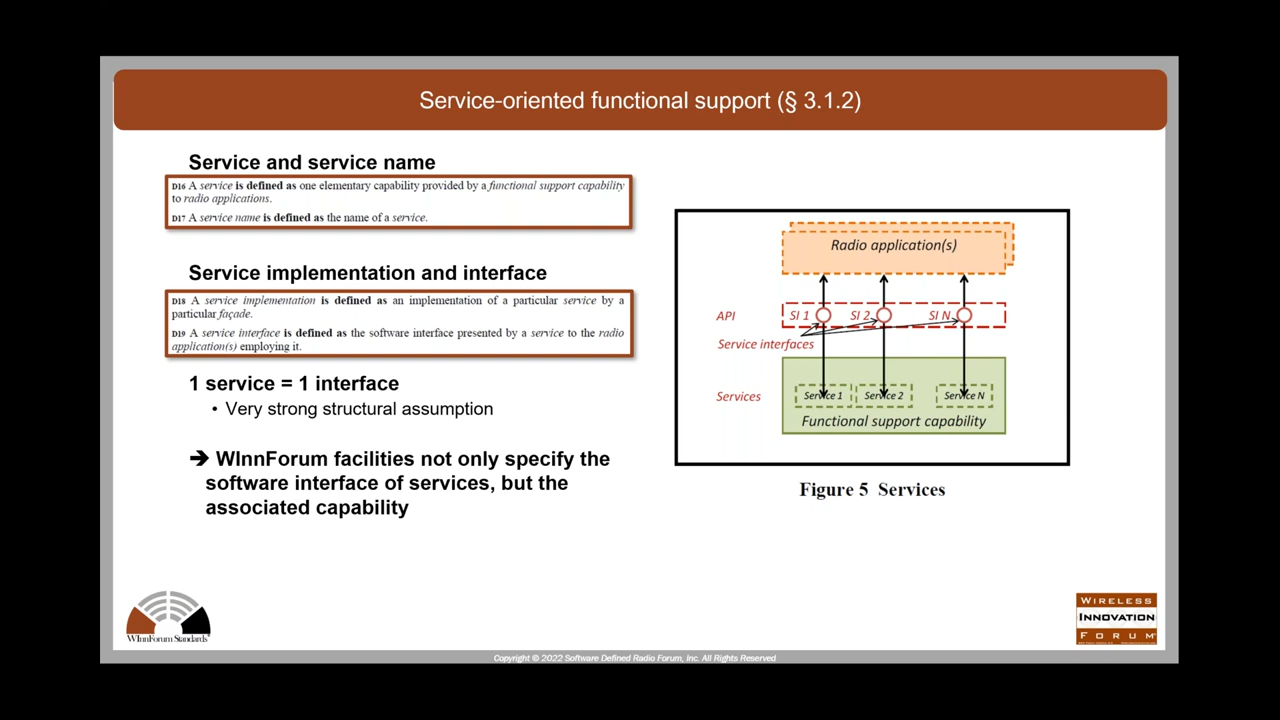 Service-oriented functional support (§ 3.1.2)
Service and service name
D16 A service is defined as one elementary capability provided by a functional support capability
to radio applications.
D17 A service name is defined as the name of a service.
Service implementation and interface
D18 A service implementation is defined as an implementation of a particular service by a
particular façade.
D19 A service interface is defined as the software interface presented by a service to the radio
application(s) employing it.
1 service = 1 interface
• Very strong structural assumption
➔ WInnForum facilities not only specify the
software interface of services, but the
associated capability
Radio application(s)
API
SI 1
SI 2
SI N
Service interfaces
Services
Service 1
Service 2
Service N
Functional support capability
Figure 5 Services
WInnForum Standards
WIRELESS
INNOVATION
FORUM
Copyright © 2022 Software Defined Radio Forum, Inc. All Rights Reserved